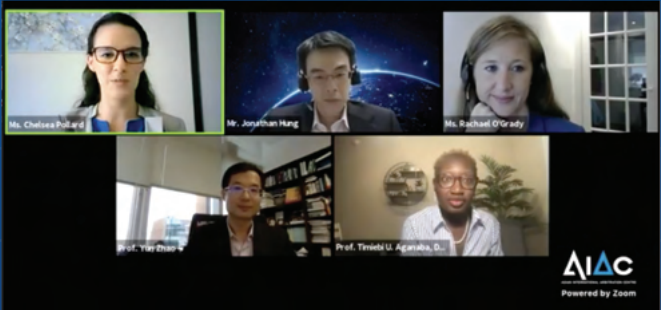 Ms. Chelsea Pollard
Mr. Jonathan Hung
Ms. Rachael O'Grady
Prof. Yun Zhao
Prof. Timiebi U. Aganaba, D...
AIAC
ASIAN INTERNATIONAL ARBITRATION CENTRE
Powered by Zoom